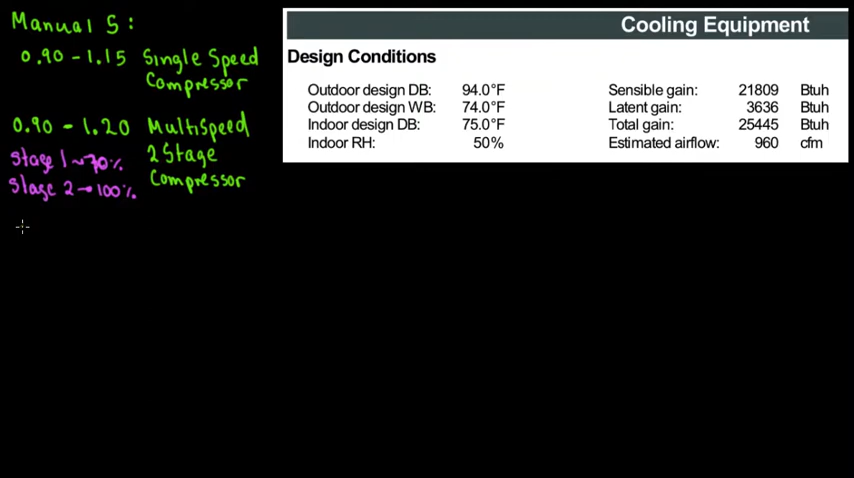 Manual S:
0.90 - 1.15 Single Speed
Compressor
0.90 - 1.20 Multispeed
Stage 1 ~70% 2 Stage
Stage 2 → 100% Compressor
Cooling Equipment
Design Conditions
Outdoor design DB: 94.0°F Sensible gain: 21809 Btuh
Outdoor design WB: 74.0°F Latent gain: 3636 Btuh
Indoor design DB: 75.0°F Total gain: 25445 Btuh
Indoor RH: 50% Estimated airflow: 960 cfm